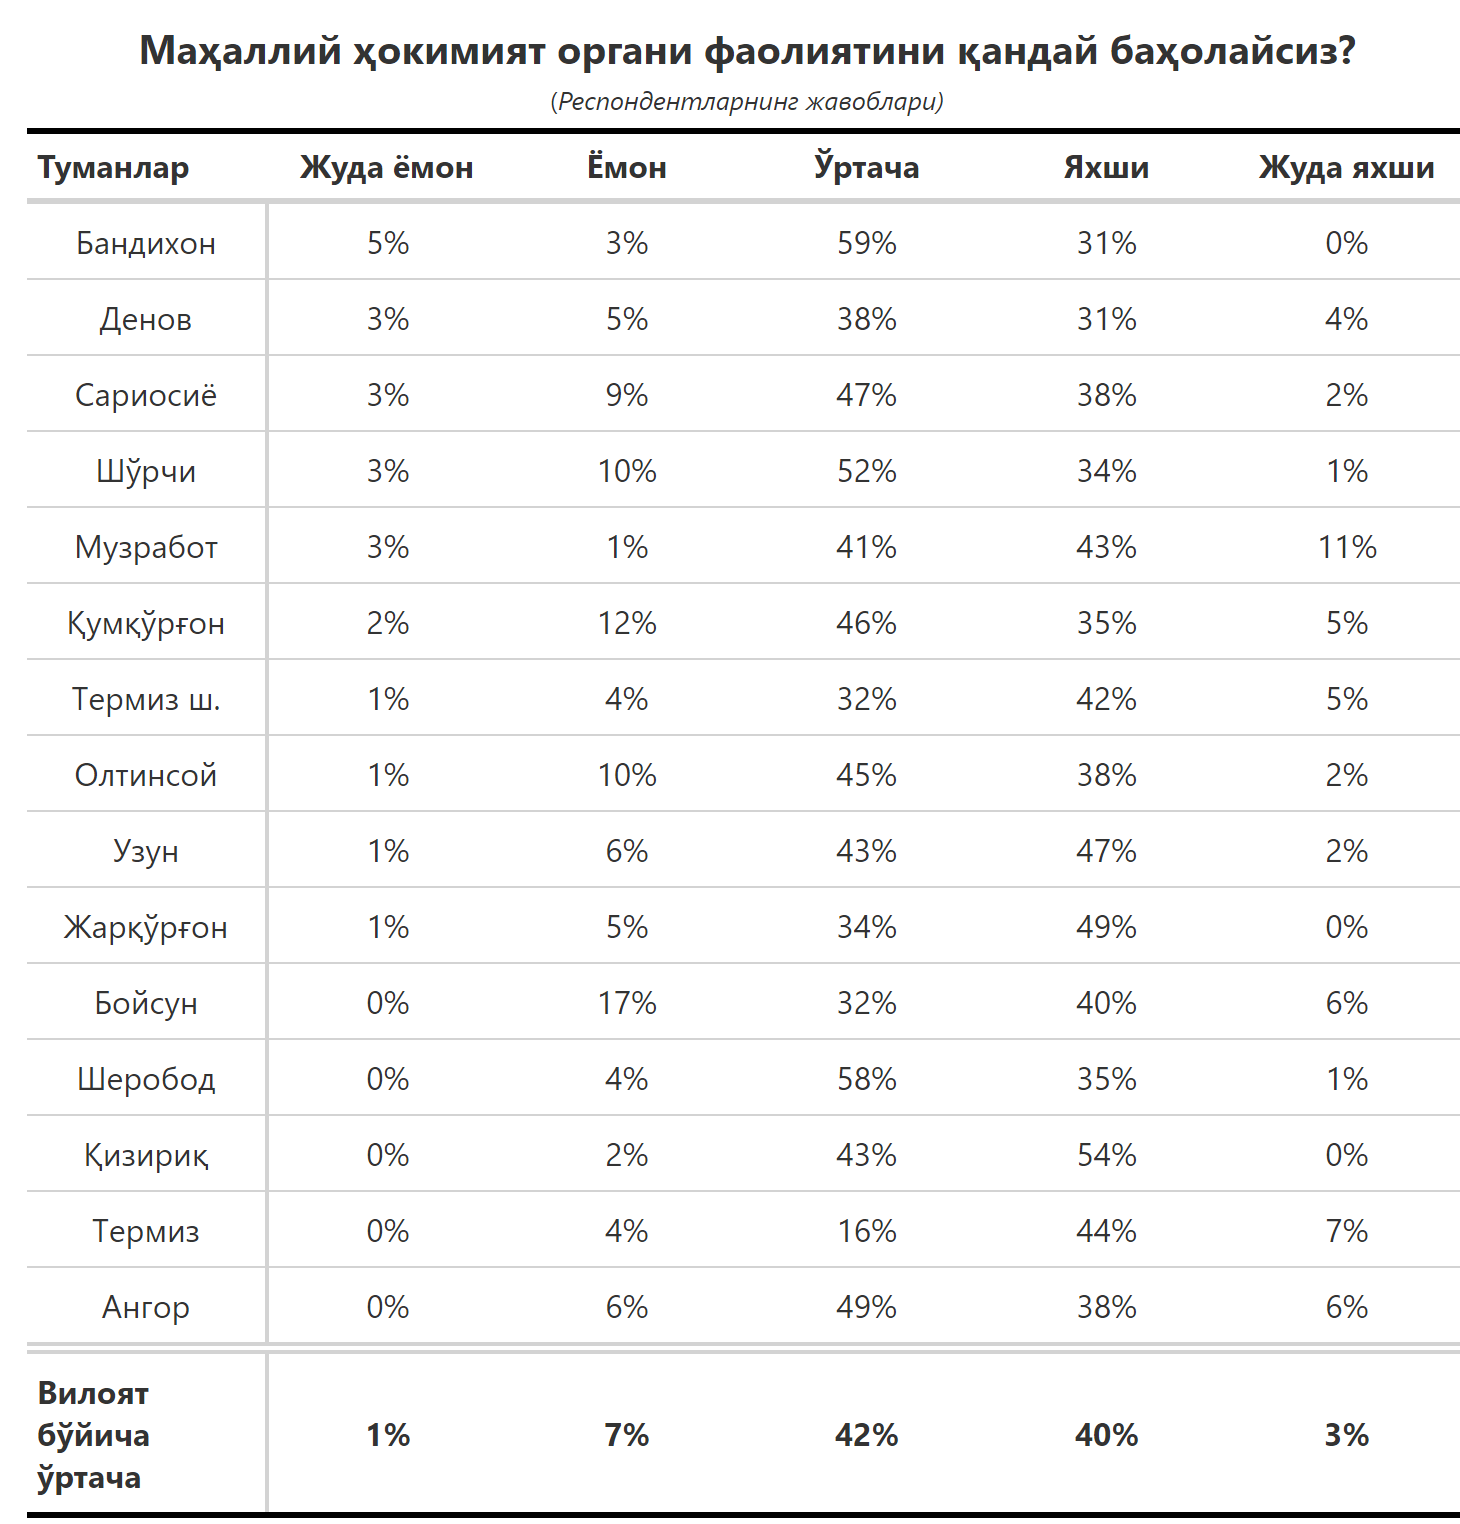 Маҳаллий ҳокимият органи фаолиятини қандай баҳолайсиз?
(Респондентларнинг жавоблари)
Туманлар Жуда ёмон Ёмон Ўртача Яхши Жуда яхши
Бандихон 5% 3% 59% 31% 0%
Денов 3% 5% 38% 31% 4%
Сариосиё 3% 9% 47% 38% 2%
Шўрчи 3% 10% 52% 34% 1%
Музработ 3% 1% 41% 43% 11%
Қумқўрғон 2% 12% 46% 35% 5%
Термиз ш. 1% 4% 32% 42% 5%
Олтинсой 1% 10% 45% 38% 2%
Узун 1% 6% 43% 47% 2%
Жарқўрғон 1% 5% 34% 49% 0%
Бойсун 0% 17% 32% 40% 6%
Шеробод 0% 4% 58% 35% 1%
Қизириқ 0% 2% 43% 54% 0%
Термиз 0% 4% 16% 44% 7%
Ангор 0% 6% 49% 38% 6%
Вилоят
бўйича 1% 7% 42% 40% 3%
ўртача